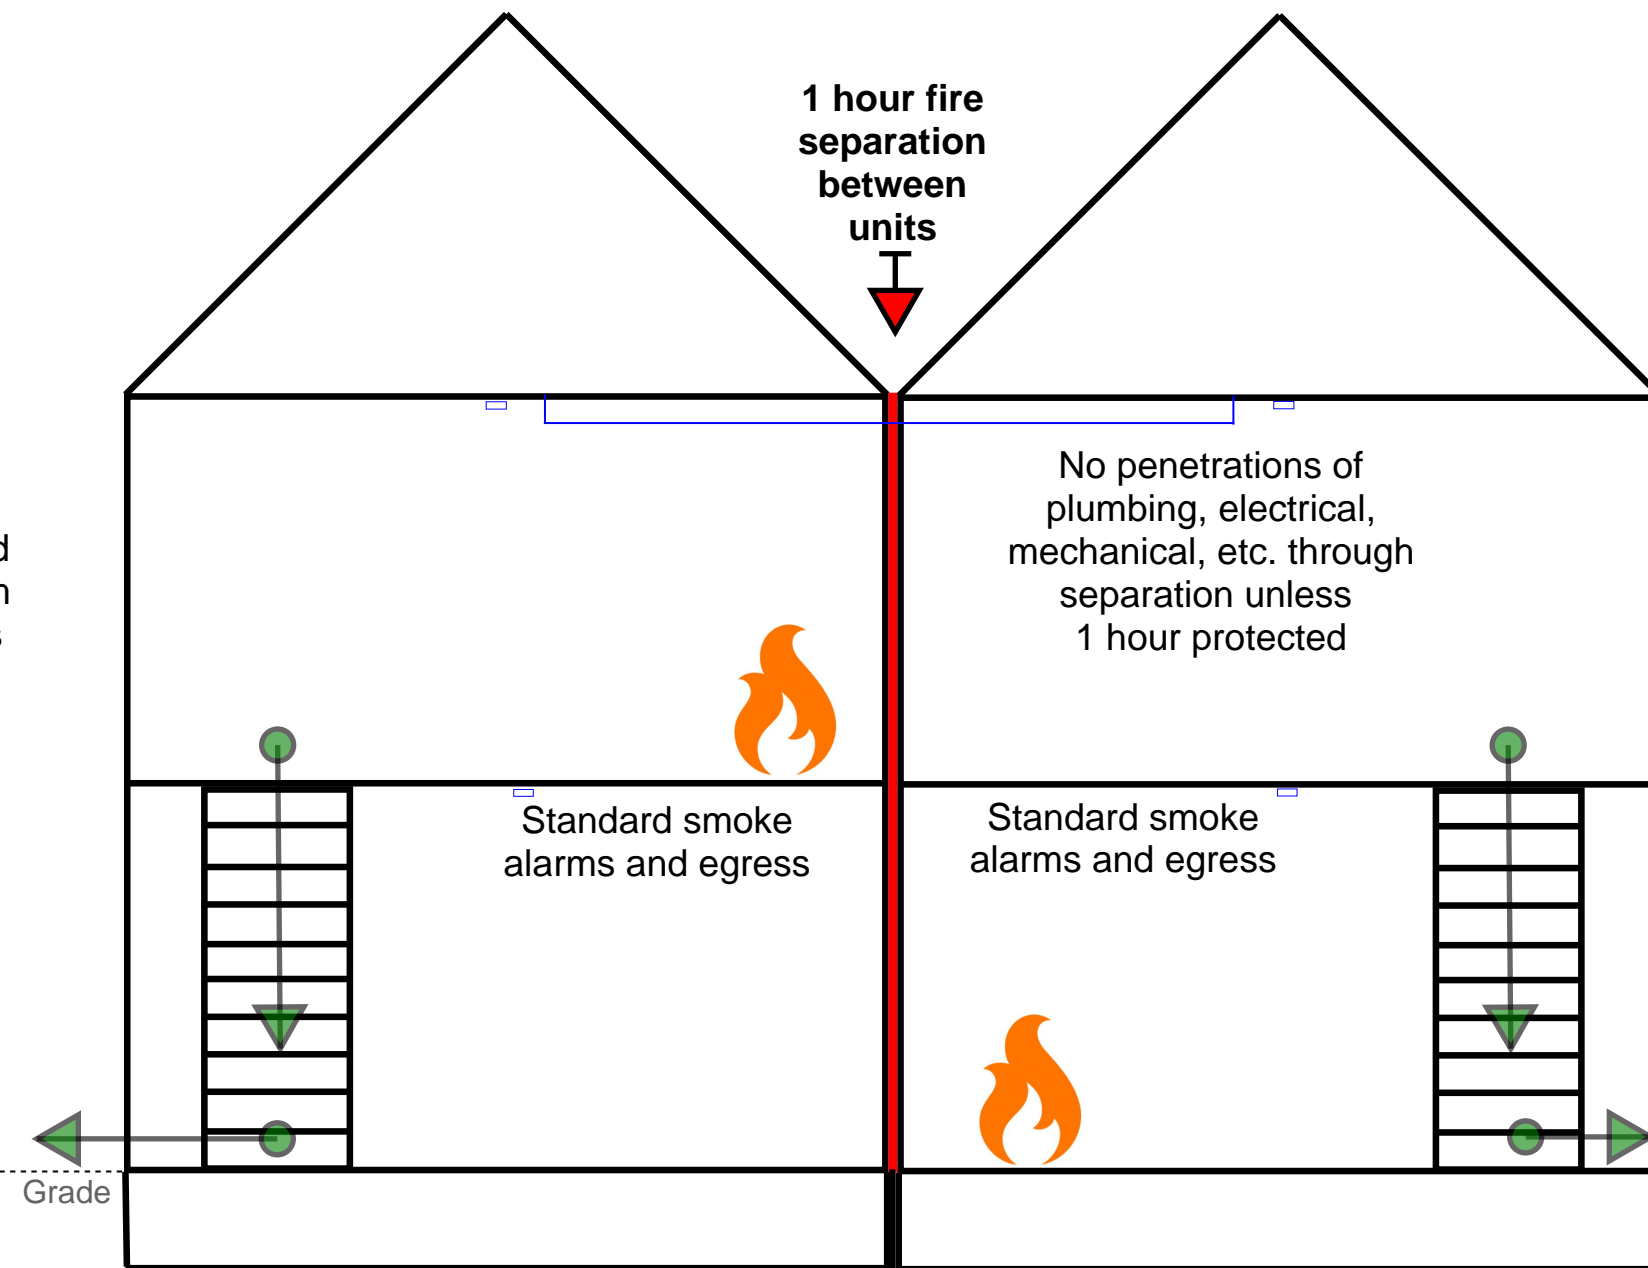 1 hour fire
separation
between
units
No penetrations of
plumbing, electrical,
mechanical, etc. through
separation unless
1 hour protected
Standard smoke
alarms and egress
Standard smoke
alarms and egress
Grade